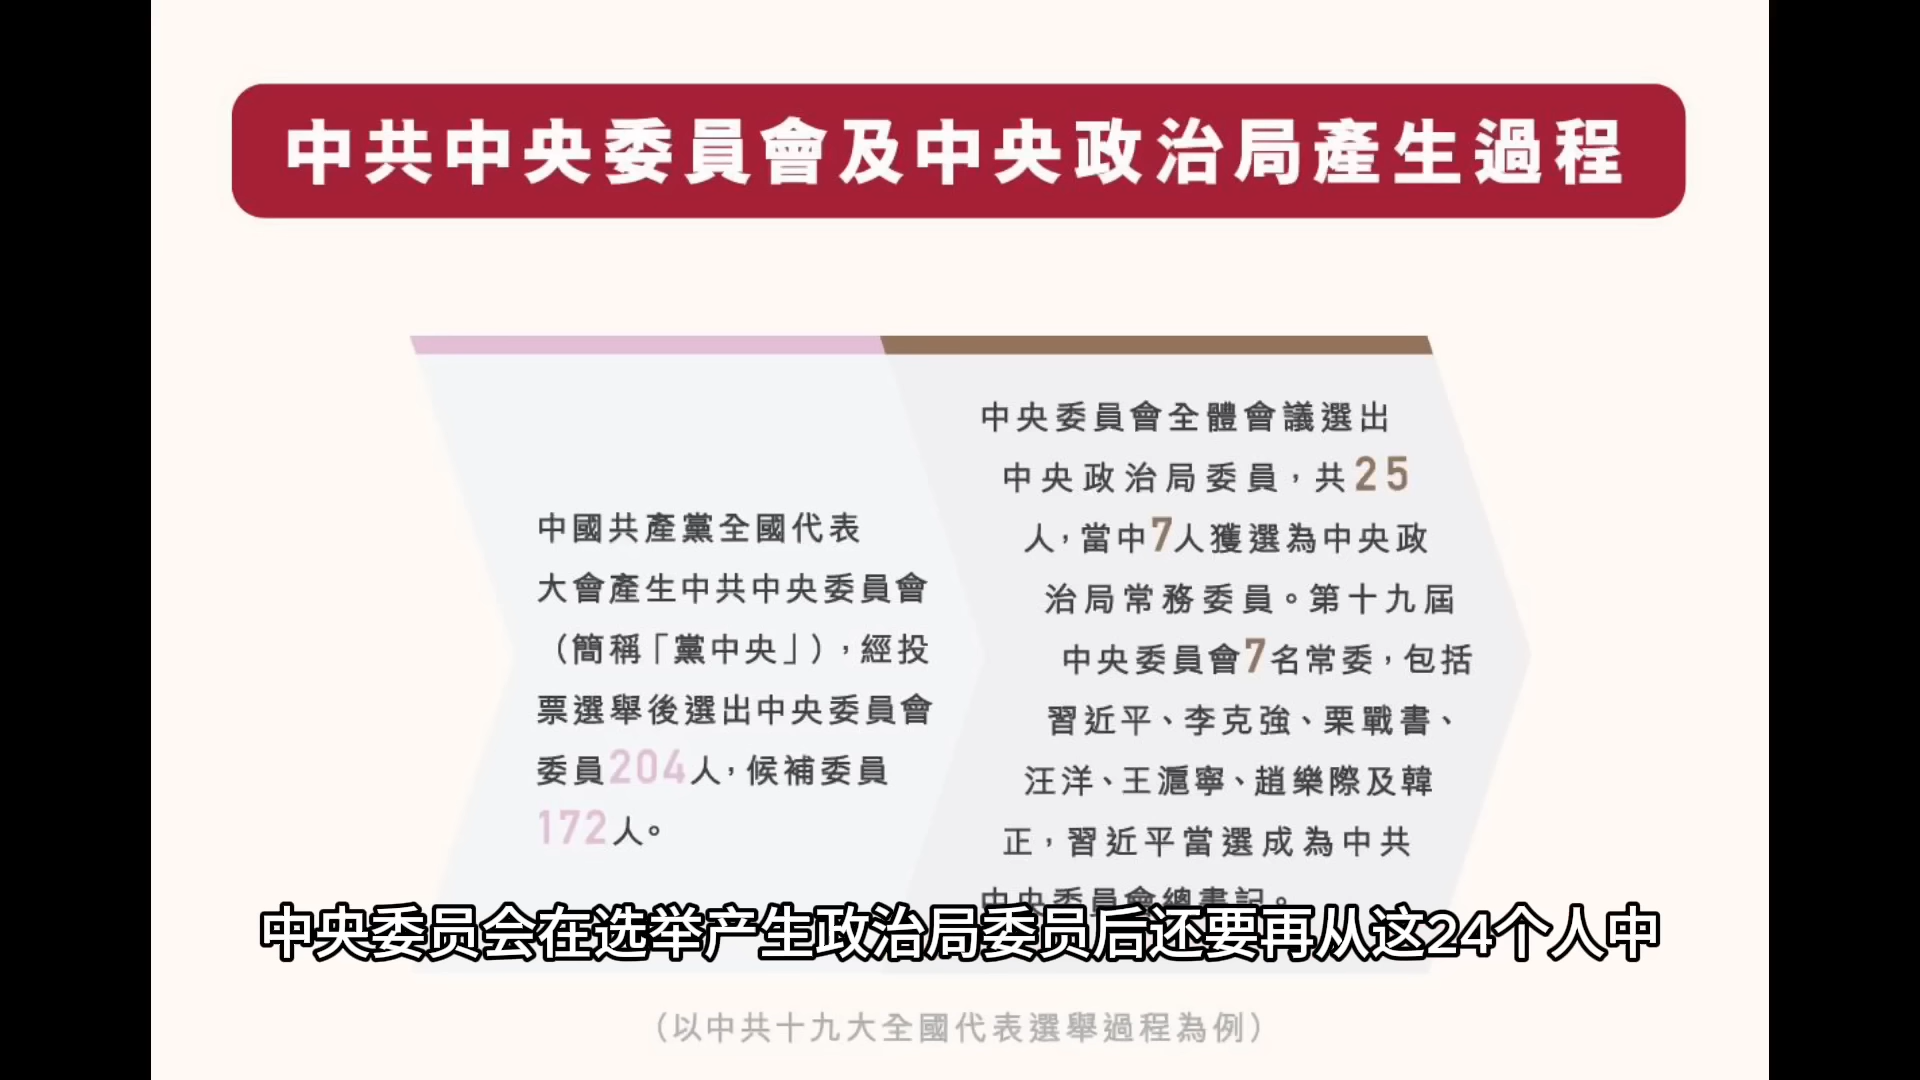 中共中央委員會及中央政治局產生過程
中國共產黨全國代表
大會產生中共中央委員會
（簡稱「黨中央」），經投
票選舉後選出中央委員會
委員204人，候補委員
172人。
中央委員會全體會議選出
中央政治局委員，共25
人，當中7人獲選為中央政
治局常務委員。第十九屆
中央委員會7名常委，包括
習近平、李克強、栗戰書、
汪洋、王滬寧、趙樂際及韓
正，習近平當選成為中共
中央委員會總書記。
中央委员会在选举产生政治局委员后还要再从这24个人中
（以中共十九大全國代表選舉過程為例）